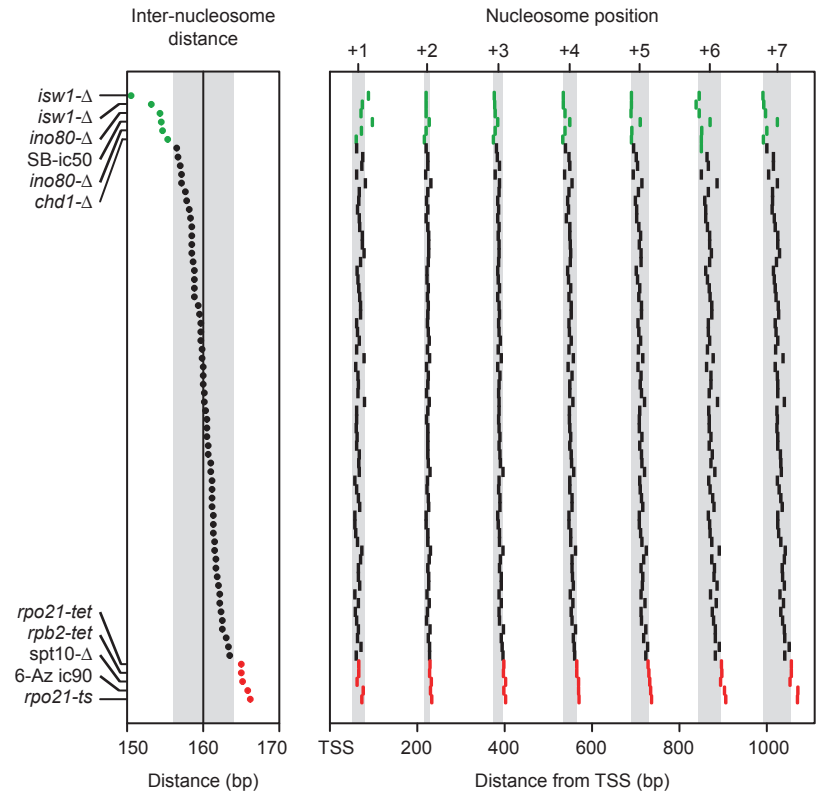 Inter-nucleosome
distance
Nucleosome position
+1 +2 +3 +4 +5 +6 +7
isw1-Δ
isw1-Δ
ino80-Δ
SB-ic50
ino80-Δ
chd1-Δ
rpo21-tet
rpb2-tet
spt10-Δ
6-Az ic90
rpo21-ts
150 160 170
TSS 200 400 600 800 1000
Distance (bp)
Distance from TSS (bp)